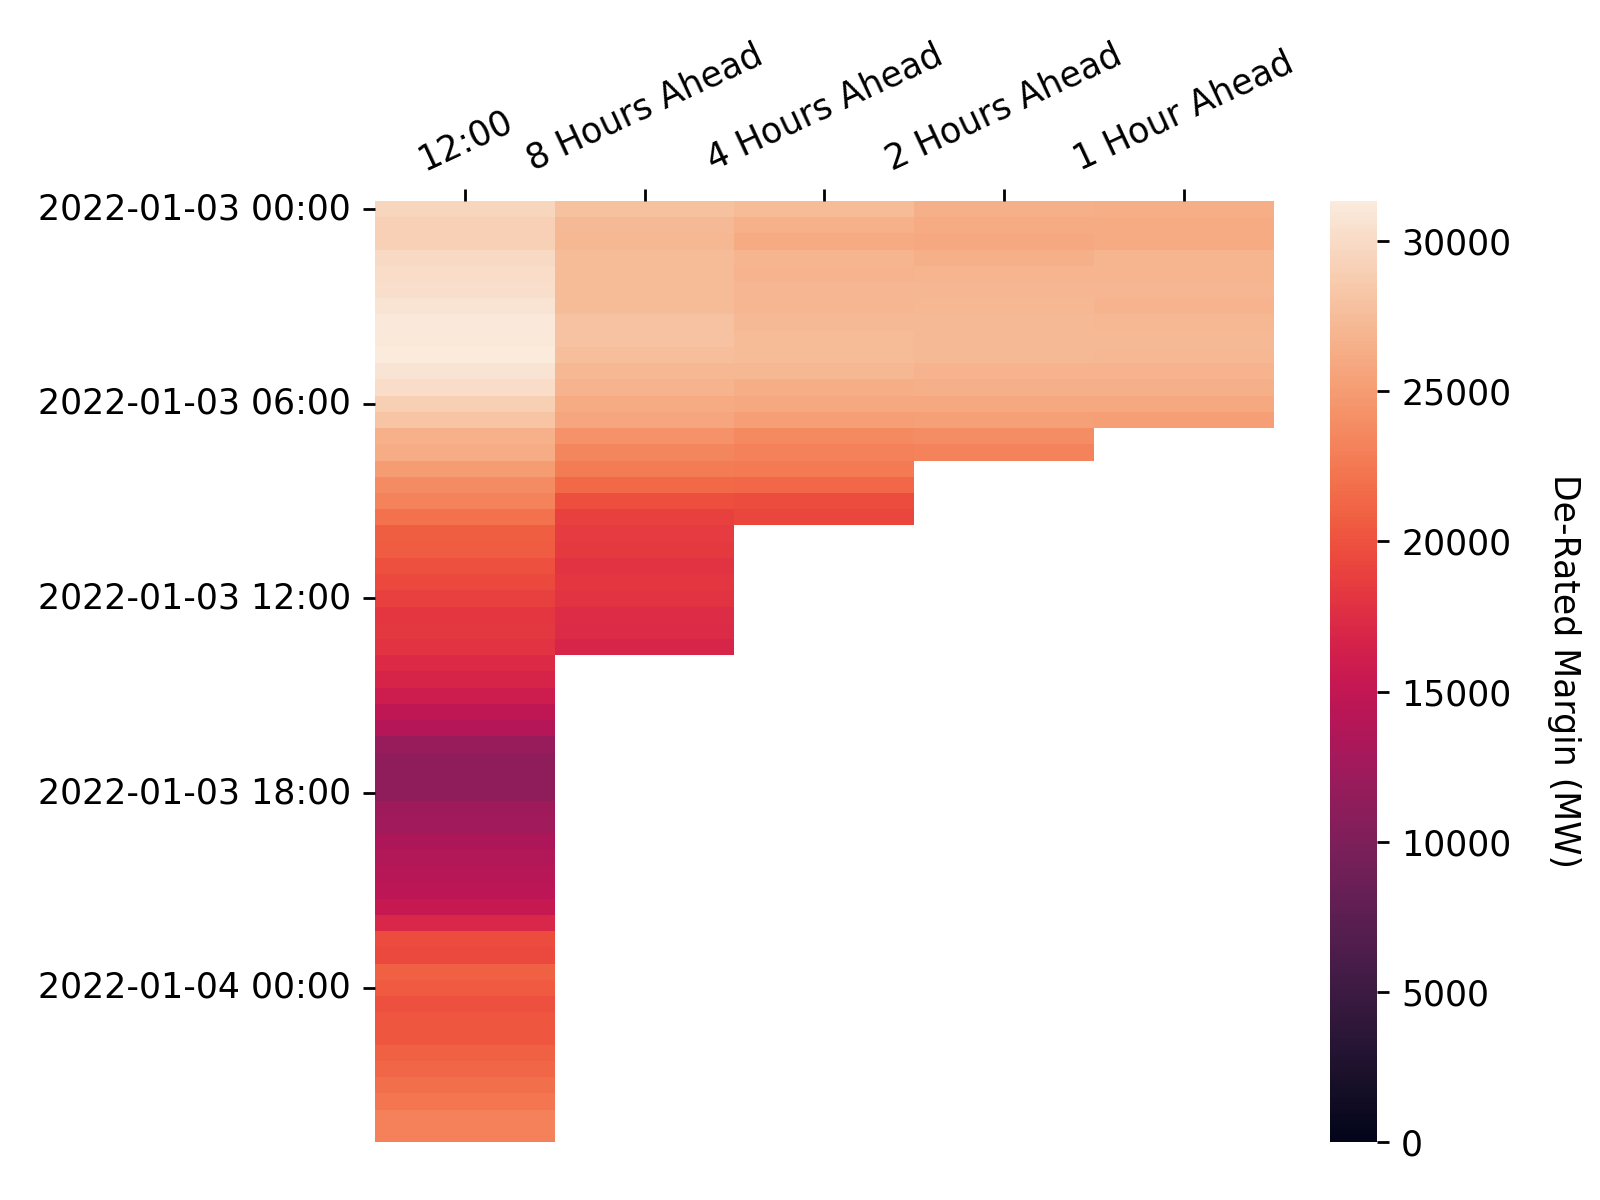 12:00
8 Hours Ahead
4 Hours Ahead
2 Hours Ahead
1 Hour Ahead
2022-01-03 00:00
2022-01-03 06:00
2022-01-03 12:00
2022-01-03 18:00
2022-01-04 00:00
30000
25000
20000
15000
10000
5000
0
De-Rated Margin (MW)